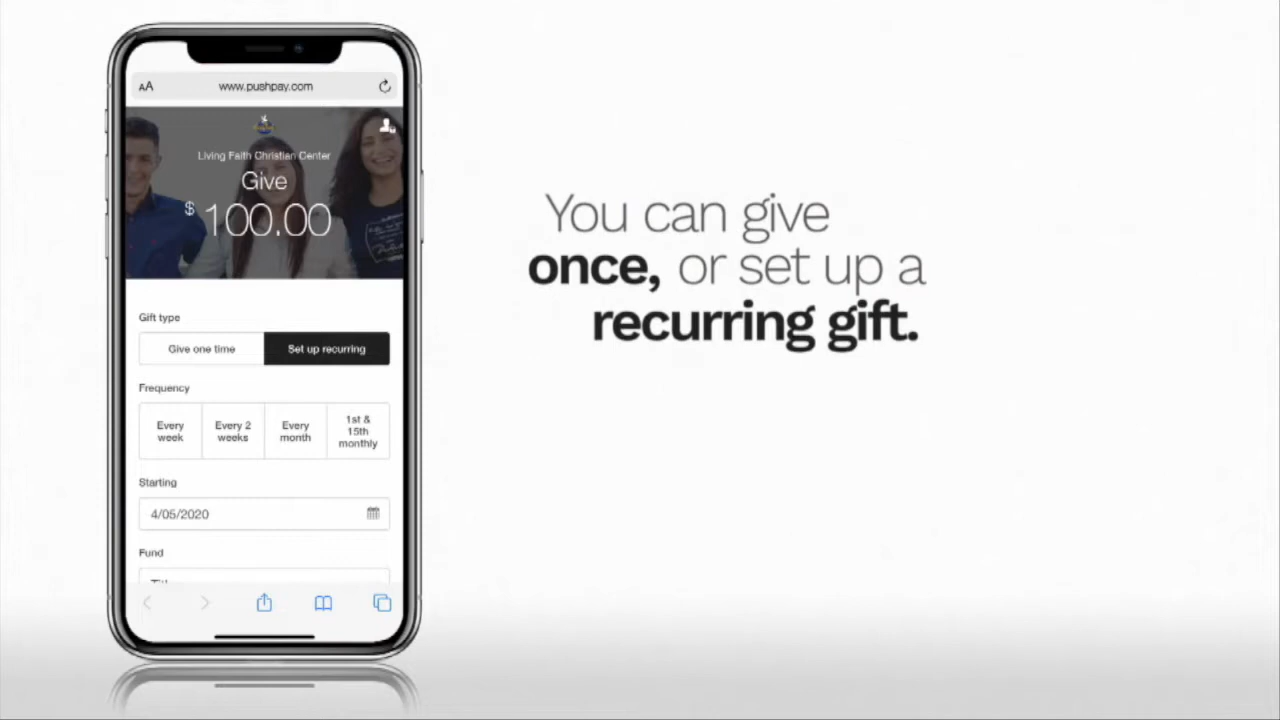 AA
www.pushpay.com
Living Faith Christian Center
Give
$ 100.00
Gift type
Give one time
Set up recurring
Frequency
Every
week
Every 2
weeks
Every
month
1st &
15th
monthly
Starting
4/05/2020
Fund
You can give
once, or set up a
recurring gift.